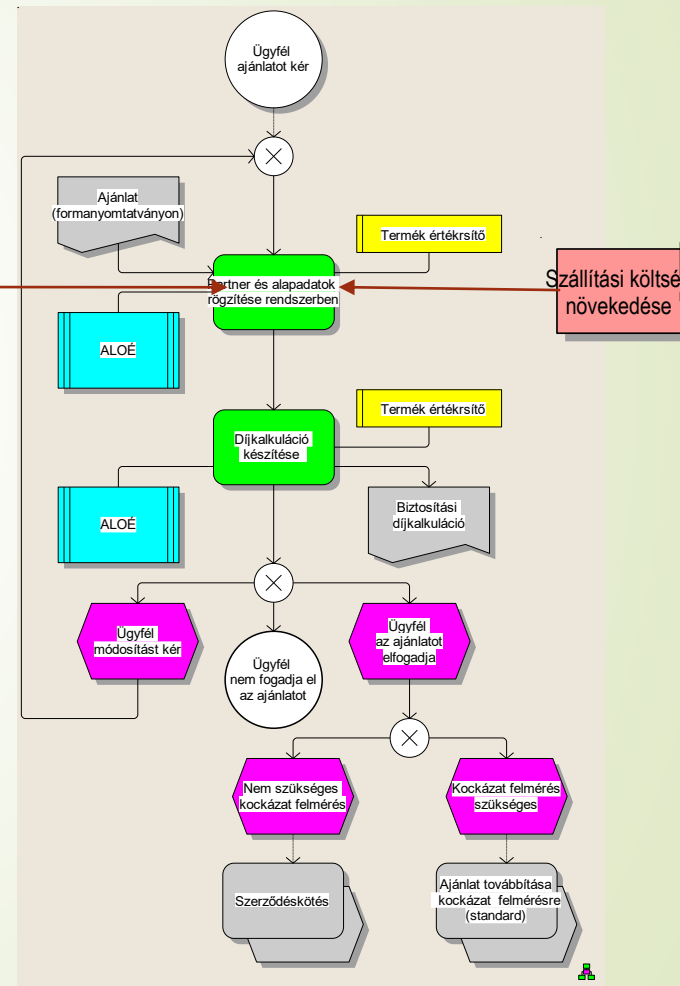 Ügyfél
ajánlatot kér
Ajánlat
(formanyomtatványon)
Termék értékrsítő
Partner és alapadatok
rögzítése rendszerben
Szállítási költsé
növekedése
ALOÉ
Termék értékrsítő
Díjkalkuláció
készítése
ALOÉ
Biztosítási
díjkalkuláció
Ügyfél
módosítást kér
Ügyfél
nem fogadja el
az ajánlatot
Ügyfél
az ajánlatot
elfogadja
Nem szükséges
kockázat felmérés
Kockázat felmérés
szükséges
Szerződéskötés
Ajánlat továbbítása
kockázat felmérésre
(standard)